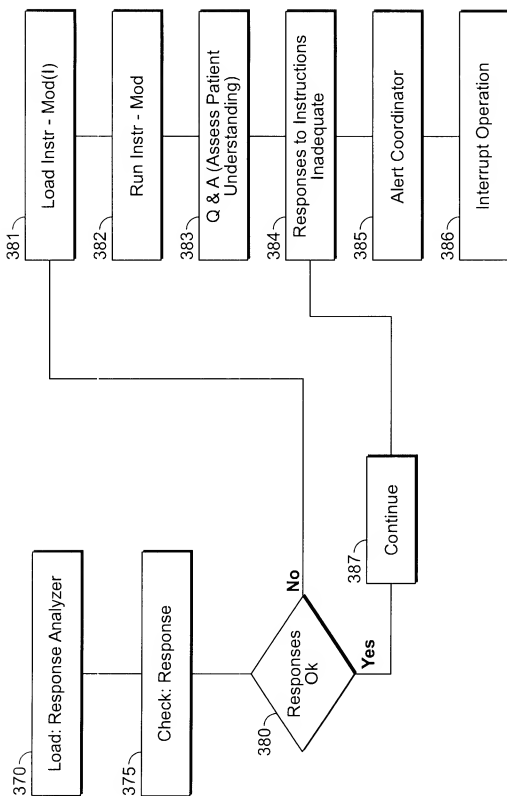 370
Load: Response Analyzer
375
Check: Response
380
Responses
Ok
No
Yes
387
Continue
381
Load Instr - Mod(I)
382
Run Instr - Mod
383
Q & A (Assess Patient
Understanding)
384
Responses to Instructions
Inadequate
385
Alert Coordinator
386
Interrupt Operation